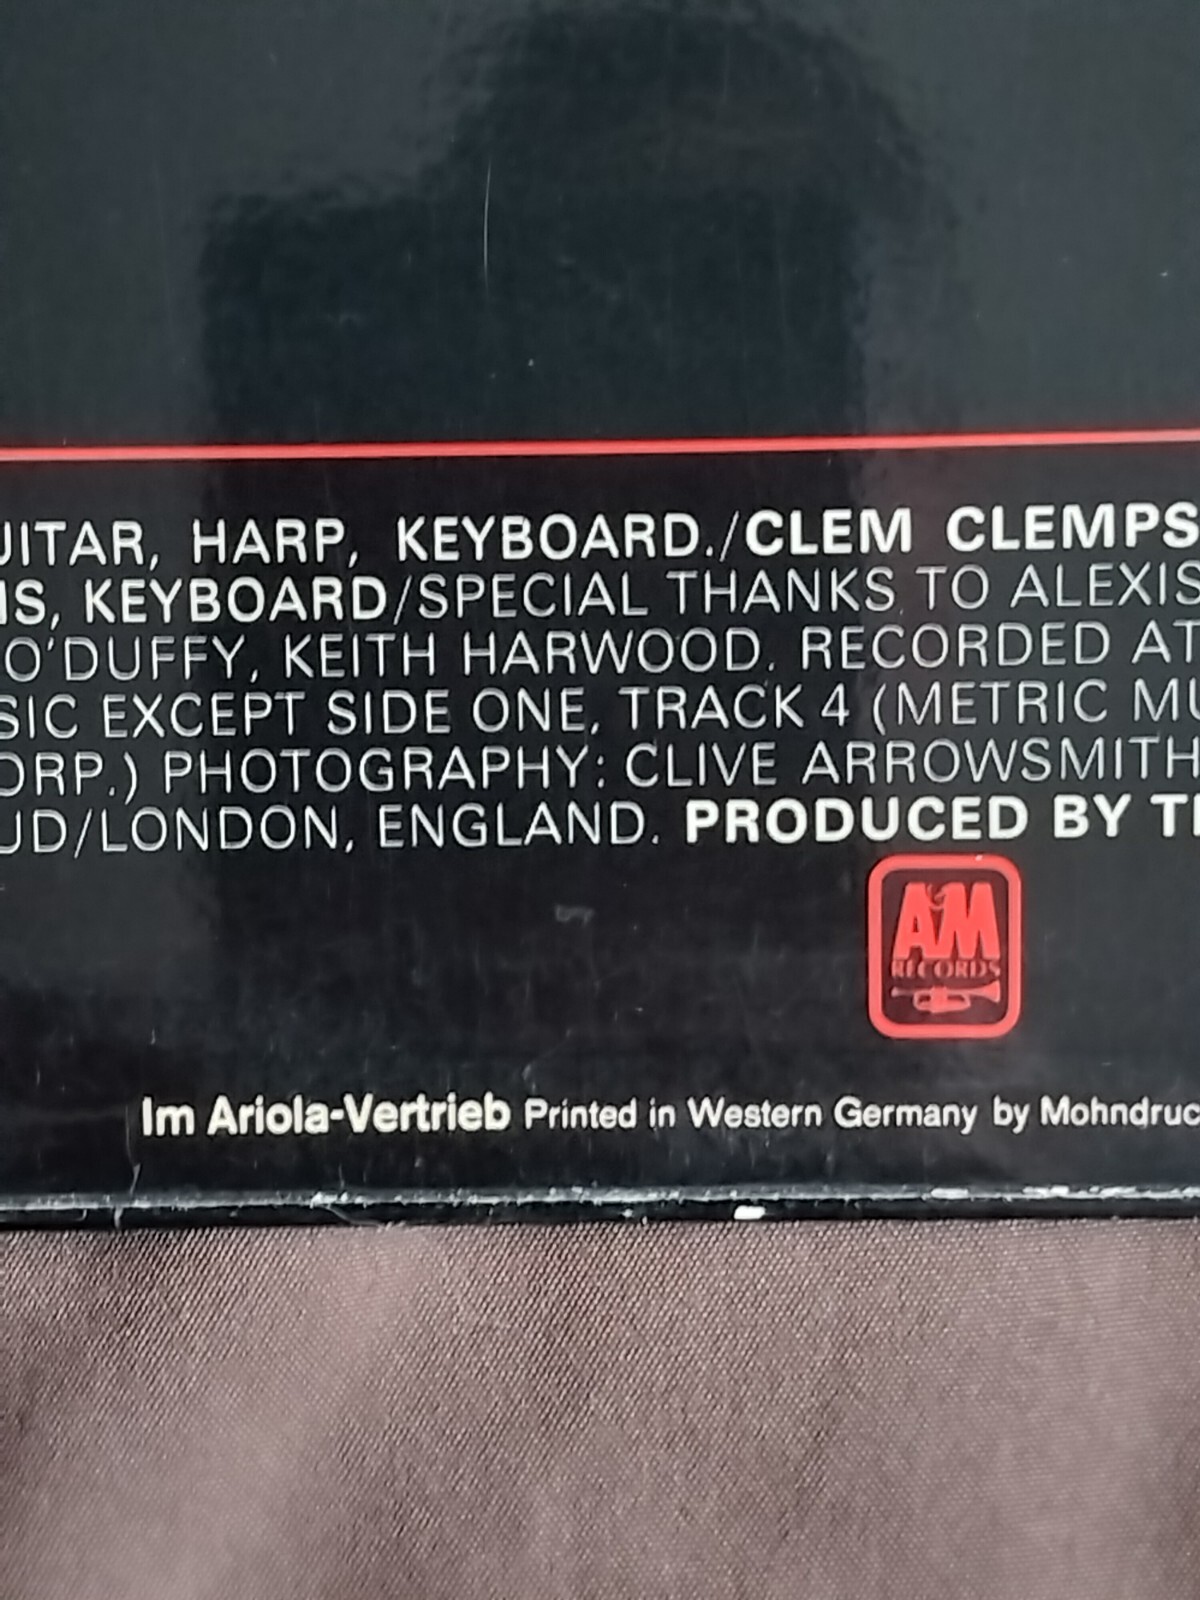 UITAR, HARP, KEYBOARD./CLEM CLEMPS
IS, KEYBOARD/SPECIAL THANKS TO ALEXIS
O'DUFFY, KEITH HARWOOD. RECORDED AT
SIC EXCEPT SIDE ONE, TRACK 4 (METRIC MU
ORP.) PHOTOGRAPHY: CLIVE ARROWSMITH
UD/LONDON, ENGLAND. PRODUCED BY TH
A&M
RECORDS
Im Ariola-Vertrieb Printed in Western Germany by Mohndruc